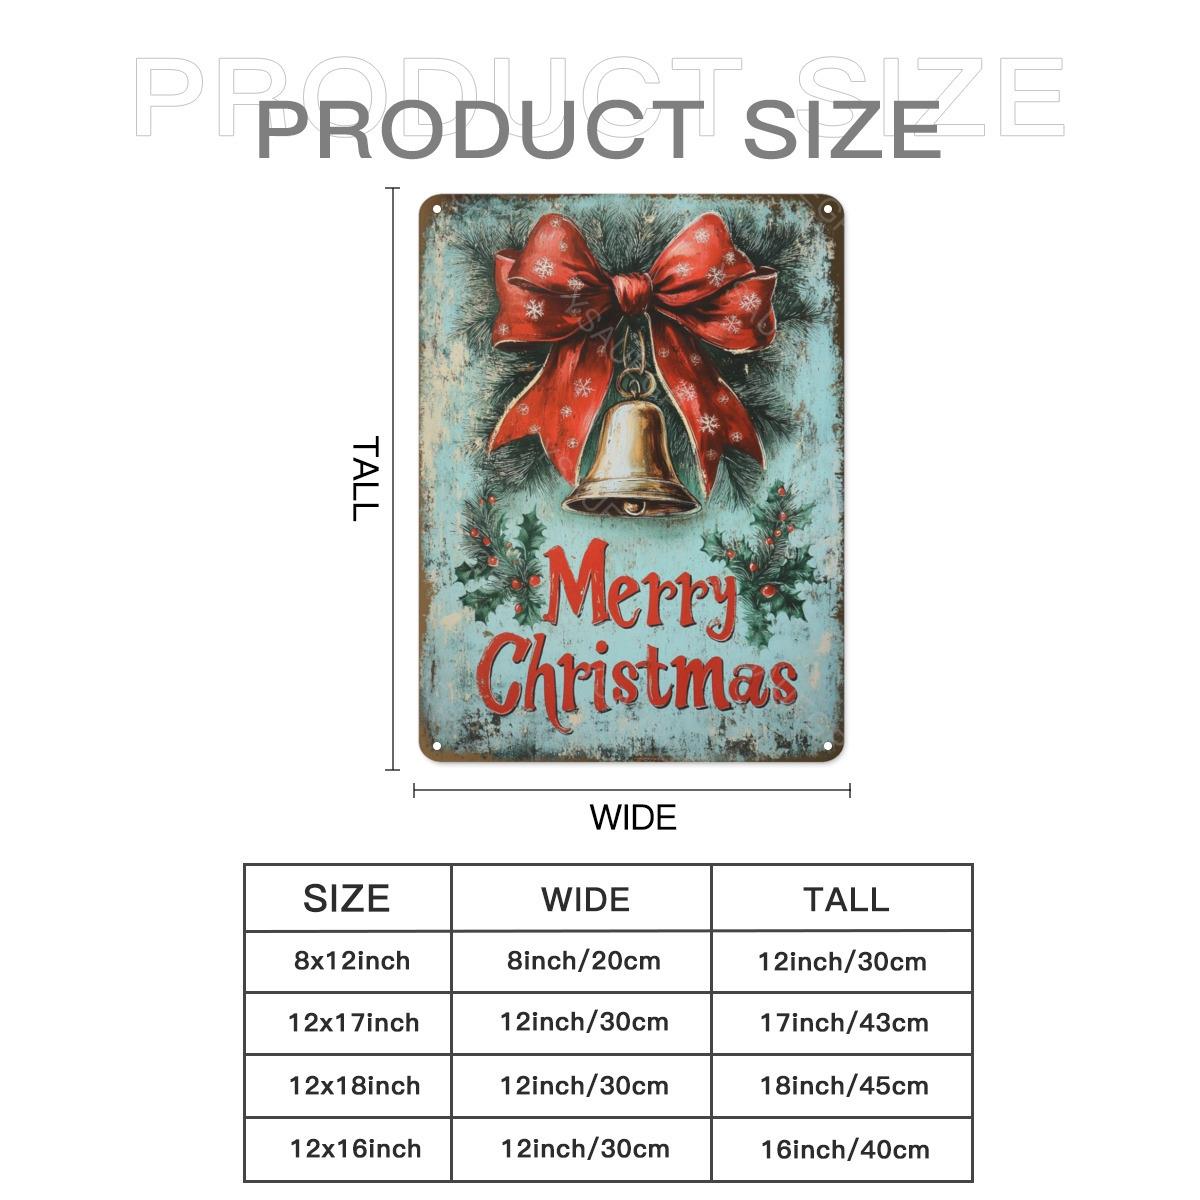 PRODUCT SIZE
PRODUCT SIZE
TALL
Merry
Christmas
WIDE
SIZE WIDE TALL
8x12inch 8inch/20cm 12inch/30cm
12x17inch 12inch/30cm 17inch/43cm
12x18inch 12inch/30cm 18inch/45cm
12x16inch 12inch/30cm 16inch/40cm